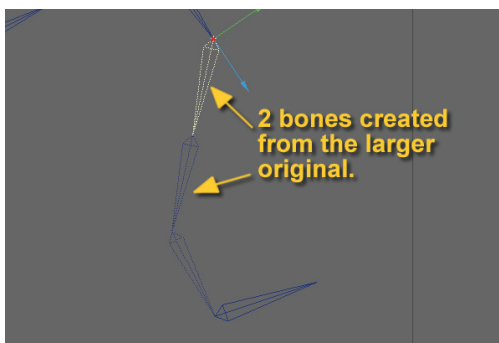 2 bones created
from the larger
original.